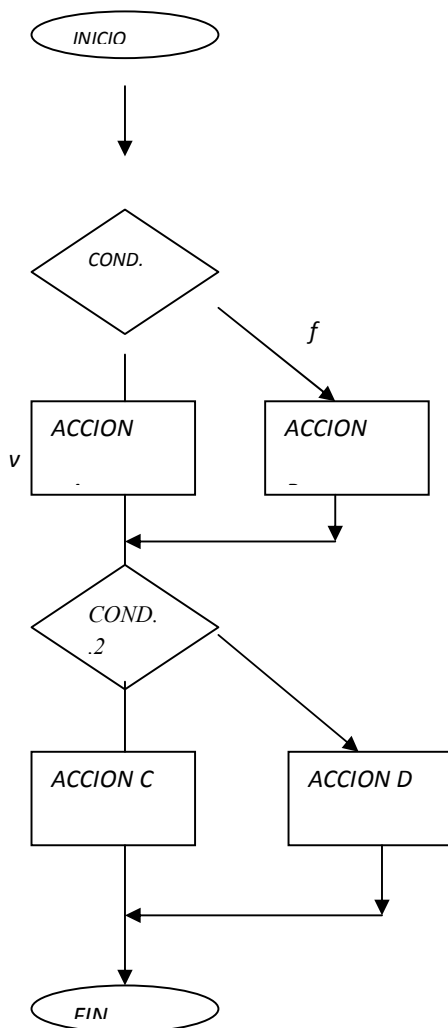 INICIO
COND.
f
ACCION
ACCION
v
COND.
.2
ACCION C
ACCION D
FIN